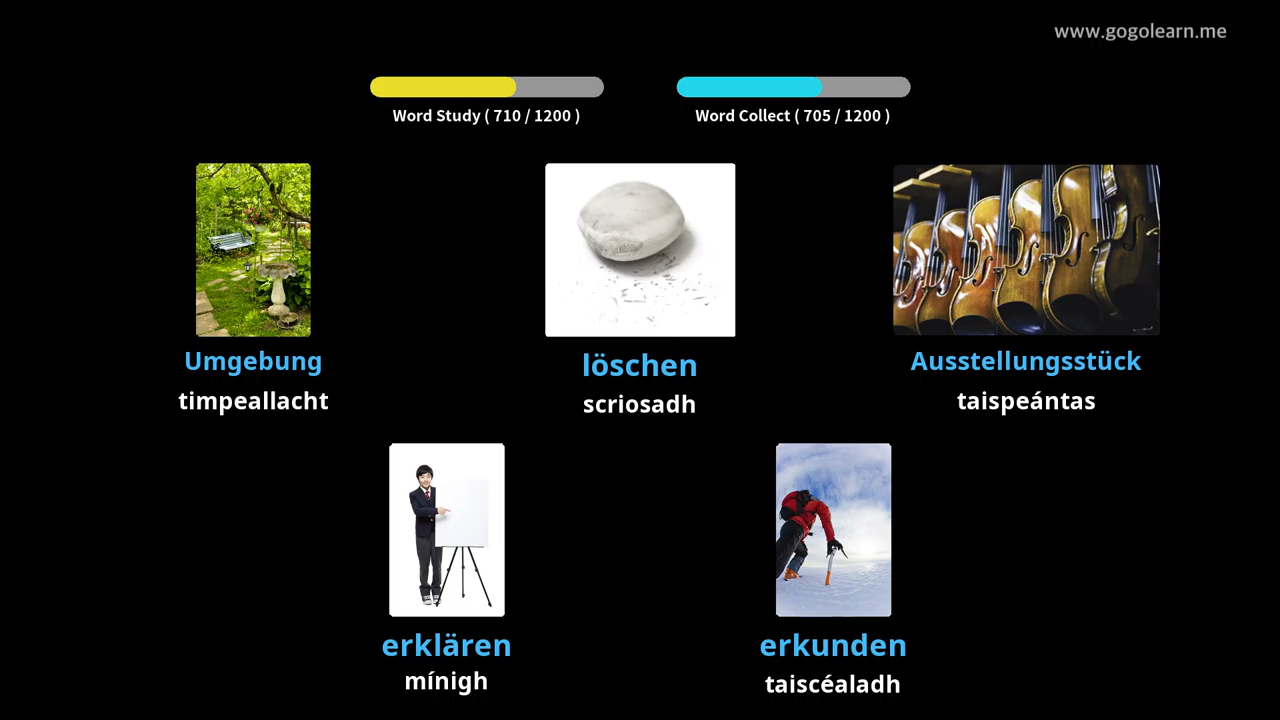 www.gogolearn.me
Word Study ( 710 / 1200 )
Word Collect ( 705 / 1200 )
Umgebung
timpeallacht
löschen
scriosadh
Ausstellungsstück
taispeántas
erklären
mínigh
erkunden
taiscéaladh